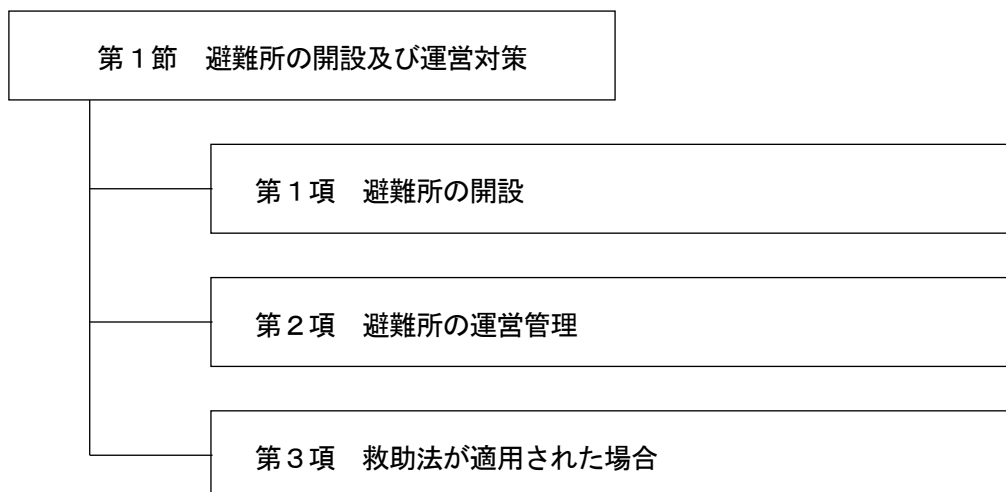 第１節　避難所の開設及び運営対策
第１項　避難所の開設
第２項　避難所の運営管理
第３項　救助法が適用された場合